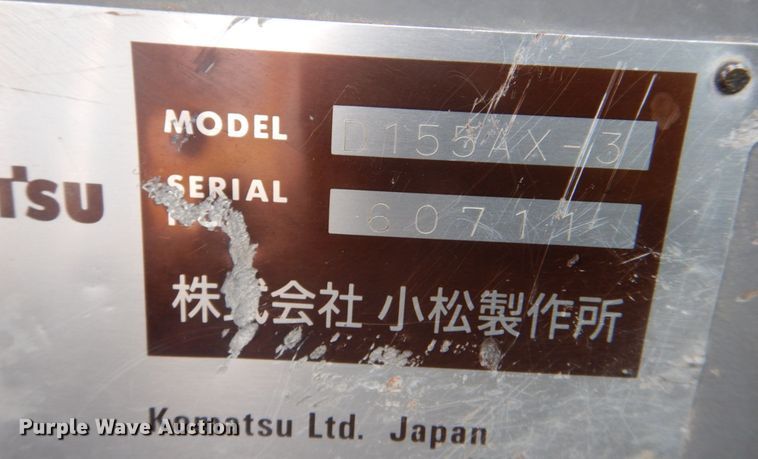 MODEL D155AX-3
TSU
SERIAL
NO. 60711
株式会社 小松製作所
Komatsu Ltd. Japan
Purple Wave Auction